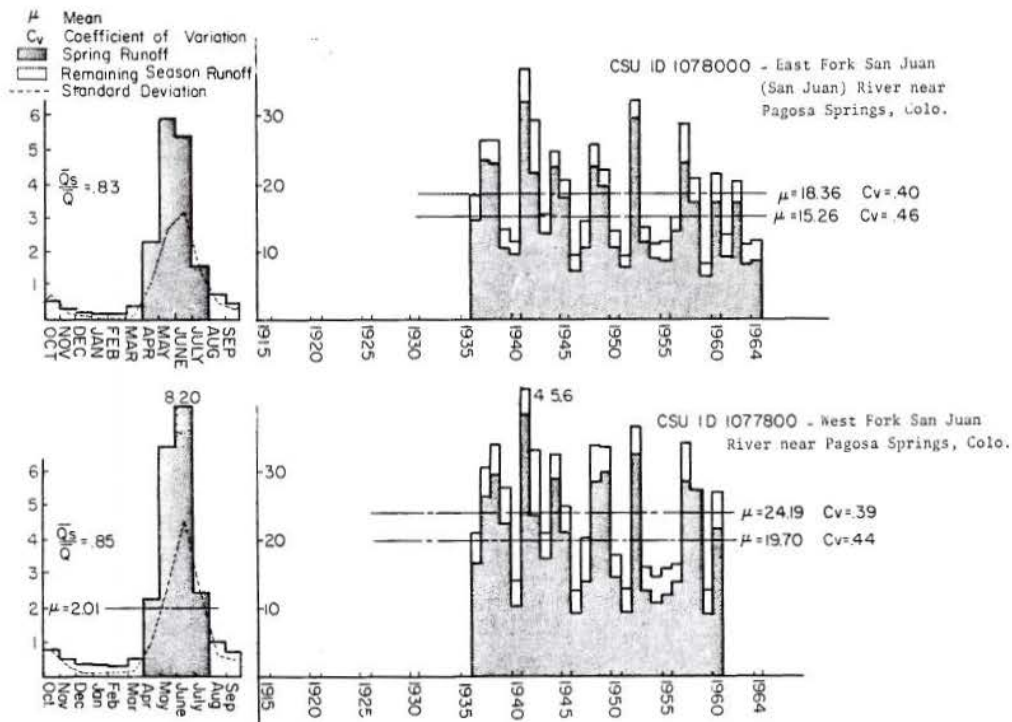 μ Mean
Cv Coefficient of Variation
Spring Runoff
Remaining Season Runoff
Standard Deviation
6
5
4
3
2
1
Q̄s/Q̄ = .83
OCT
NOV
DEC
JAN
FEB
MAR
APR
MAY
JUNE
JULY
AUG
SEP
30
20
10
CSU ID 1078000 - East Fork San Juan
(San Juan) River near
Pagosa Springs, Colo.
μ=18.36 Cv=.40
μ=15.26 Cv=.46
1915
1920
1925
1930
1935
1940
1945
1950
1955
1960
1964
8.20
6
5
4
3
2
1
Q̄s/Q̄ = .85
μ=2.01
Oct
Nov
Dec
Jan
Feb
Mar
Apr
May
June
July
Aug
Sep
45.6
30
20
10
CSU ID 1077800 - West Fork San Juan
River near Pagosa Springs, Colo.
μ=24.19 Cv=.39
μ=19.70 Cv=.44
1915
1920
1925
1930
1935
1940
1945
1950
1955
1960
1964